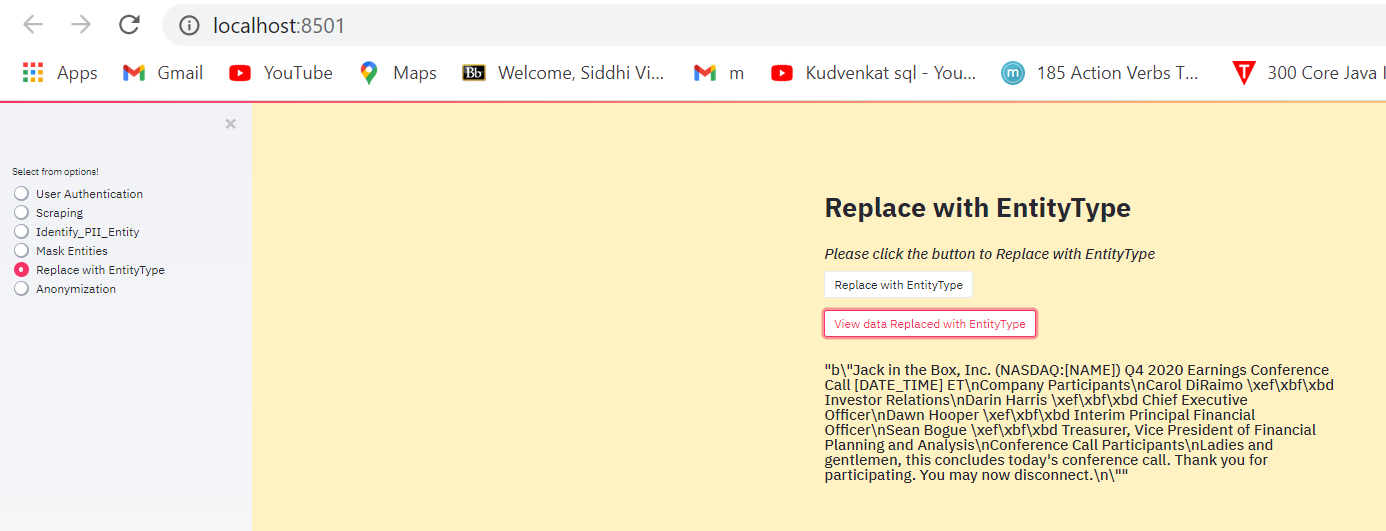 localhost:8501
Apps Gmail YouTube Maps Bb Welcome, Siddhi Vi... m Kudvenkat sql - You... m 185 Action Verbs T... T 300 Core Java I
×
Select from options!
User Authentication
Scraping
Identify_PII_Entity
Mask Entities
Replace with EntityType
Anonymization
Replace with EntityType
Please click the button to Replace with EntityType
Replace with EntityType
View data Replaced with EntityType
"b\"Jack in the Box, Inc. (NASDAQ:[NAME]) Q4 2020 Earnings Conference
Call [DATE_TIME] ET\nCompany Participants\nCarol DiRaimo \xef\xbf\xbd
Investor Relations\nDarin Harris \xef\xbf\xbd Chief Executive
Officer\nDawn Hooper \xef\xbf\xbd Interim Principal Financial
Officer\nSean Bogue \xef\xbf\xbd Treasurer, Vice President of Financial
Planning and Analysis\nConference Call Participants\nLadies and
gentlemen, this concludes today's conference call. Thank you for
participating. You may now disconnect.\n\""